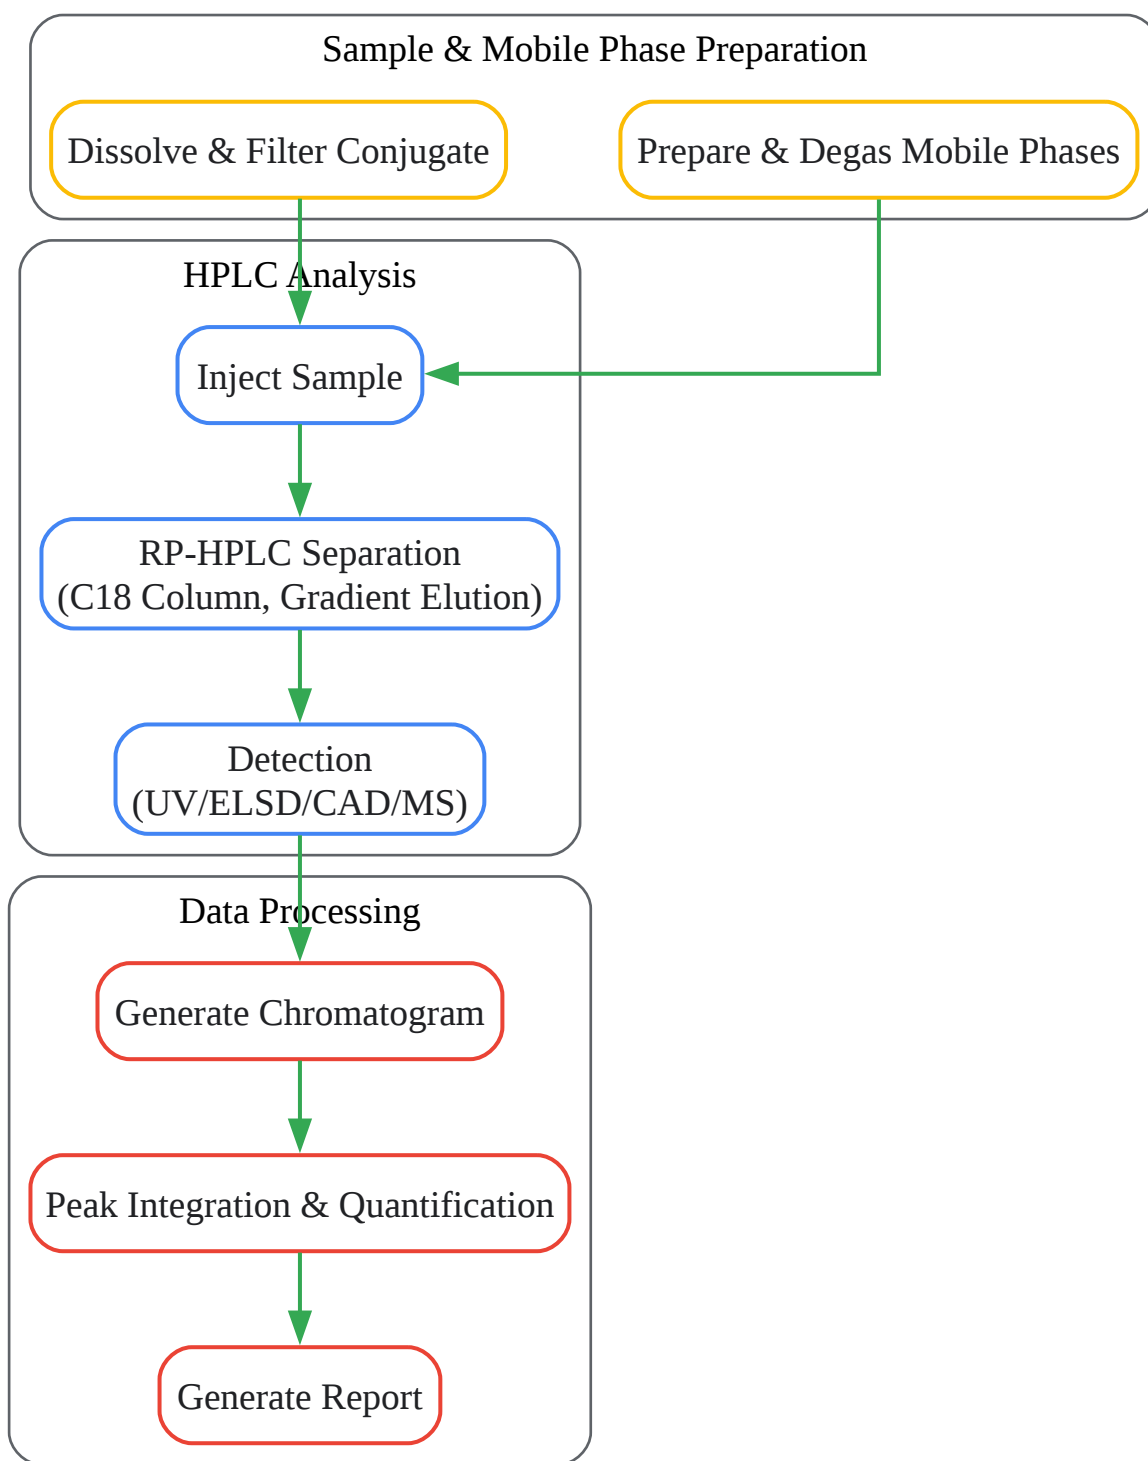 Sample & Mobile Phase Preparation
Dissolve & Filter Conjugate
Prepare & Degas Mobile Phases
HPLC Analysis
Inject Sample
RP-HPLC Separation
(C18 Column, Gradient Elution)
Detection
(UV/ELSD/CAD/MS)
Data Processing
Generate Chromatogram
Peak Integration & Quantification
Generate Report